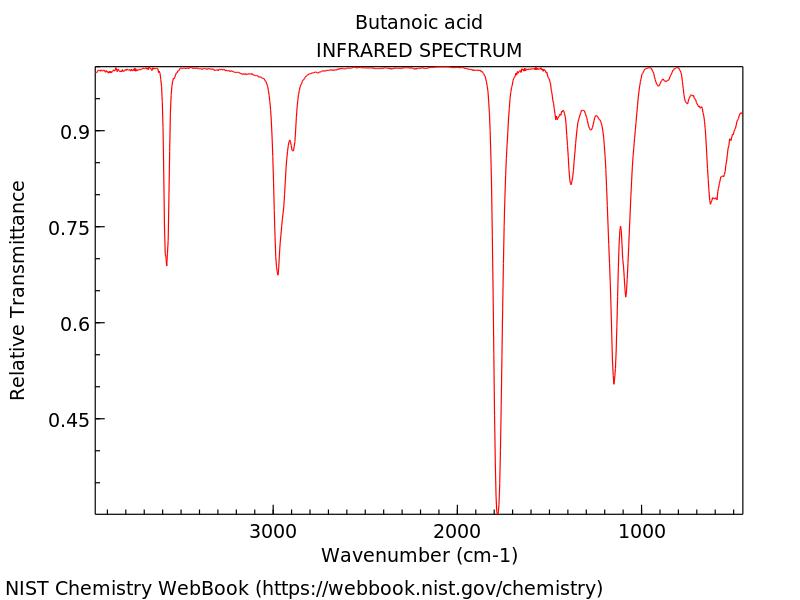 Butanoic acid
INFRARED SPECTRUM
Relative Transmittance
0.9
0.75
0.6
0.45
3000 2000 1000
Wavenumber (cm-1)
NIST Chemistry WebBook (https://webbook.nist.gov/chemistry)